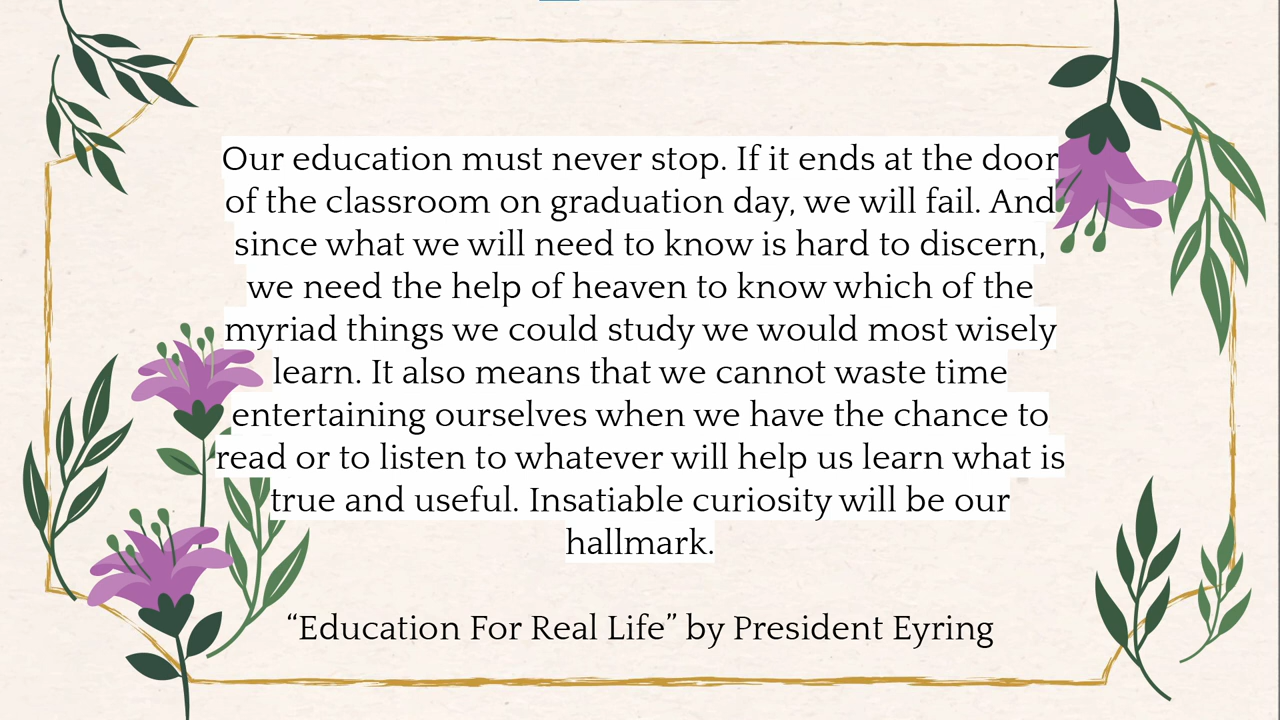 Our education must never stop. If it ends at the door
of the classroom on graduation day, we will fail. And
since what we will need to know is hard to discern,
we need the help of heaven to know which of the
myriad things we could study we would most wisely
learn. It also means that we cannot waste time
entertaining ourselves when we have the chance to
read or to listen to whatever will help us learn what is
true and useful. Insatiable curiosity will be our
hallmark.
“Education For Real Life” by President Eyring